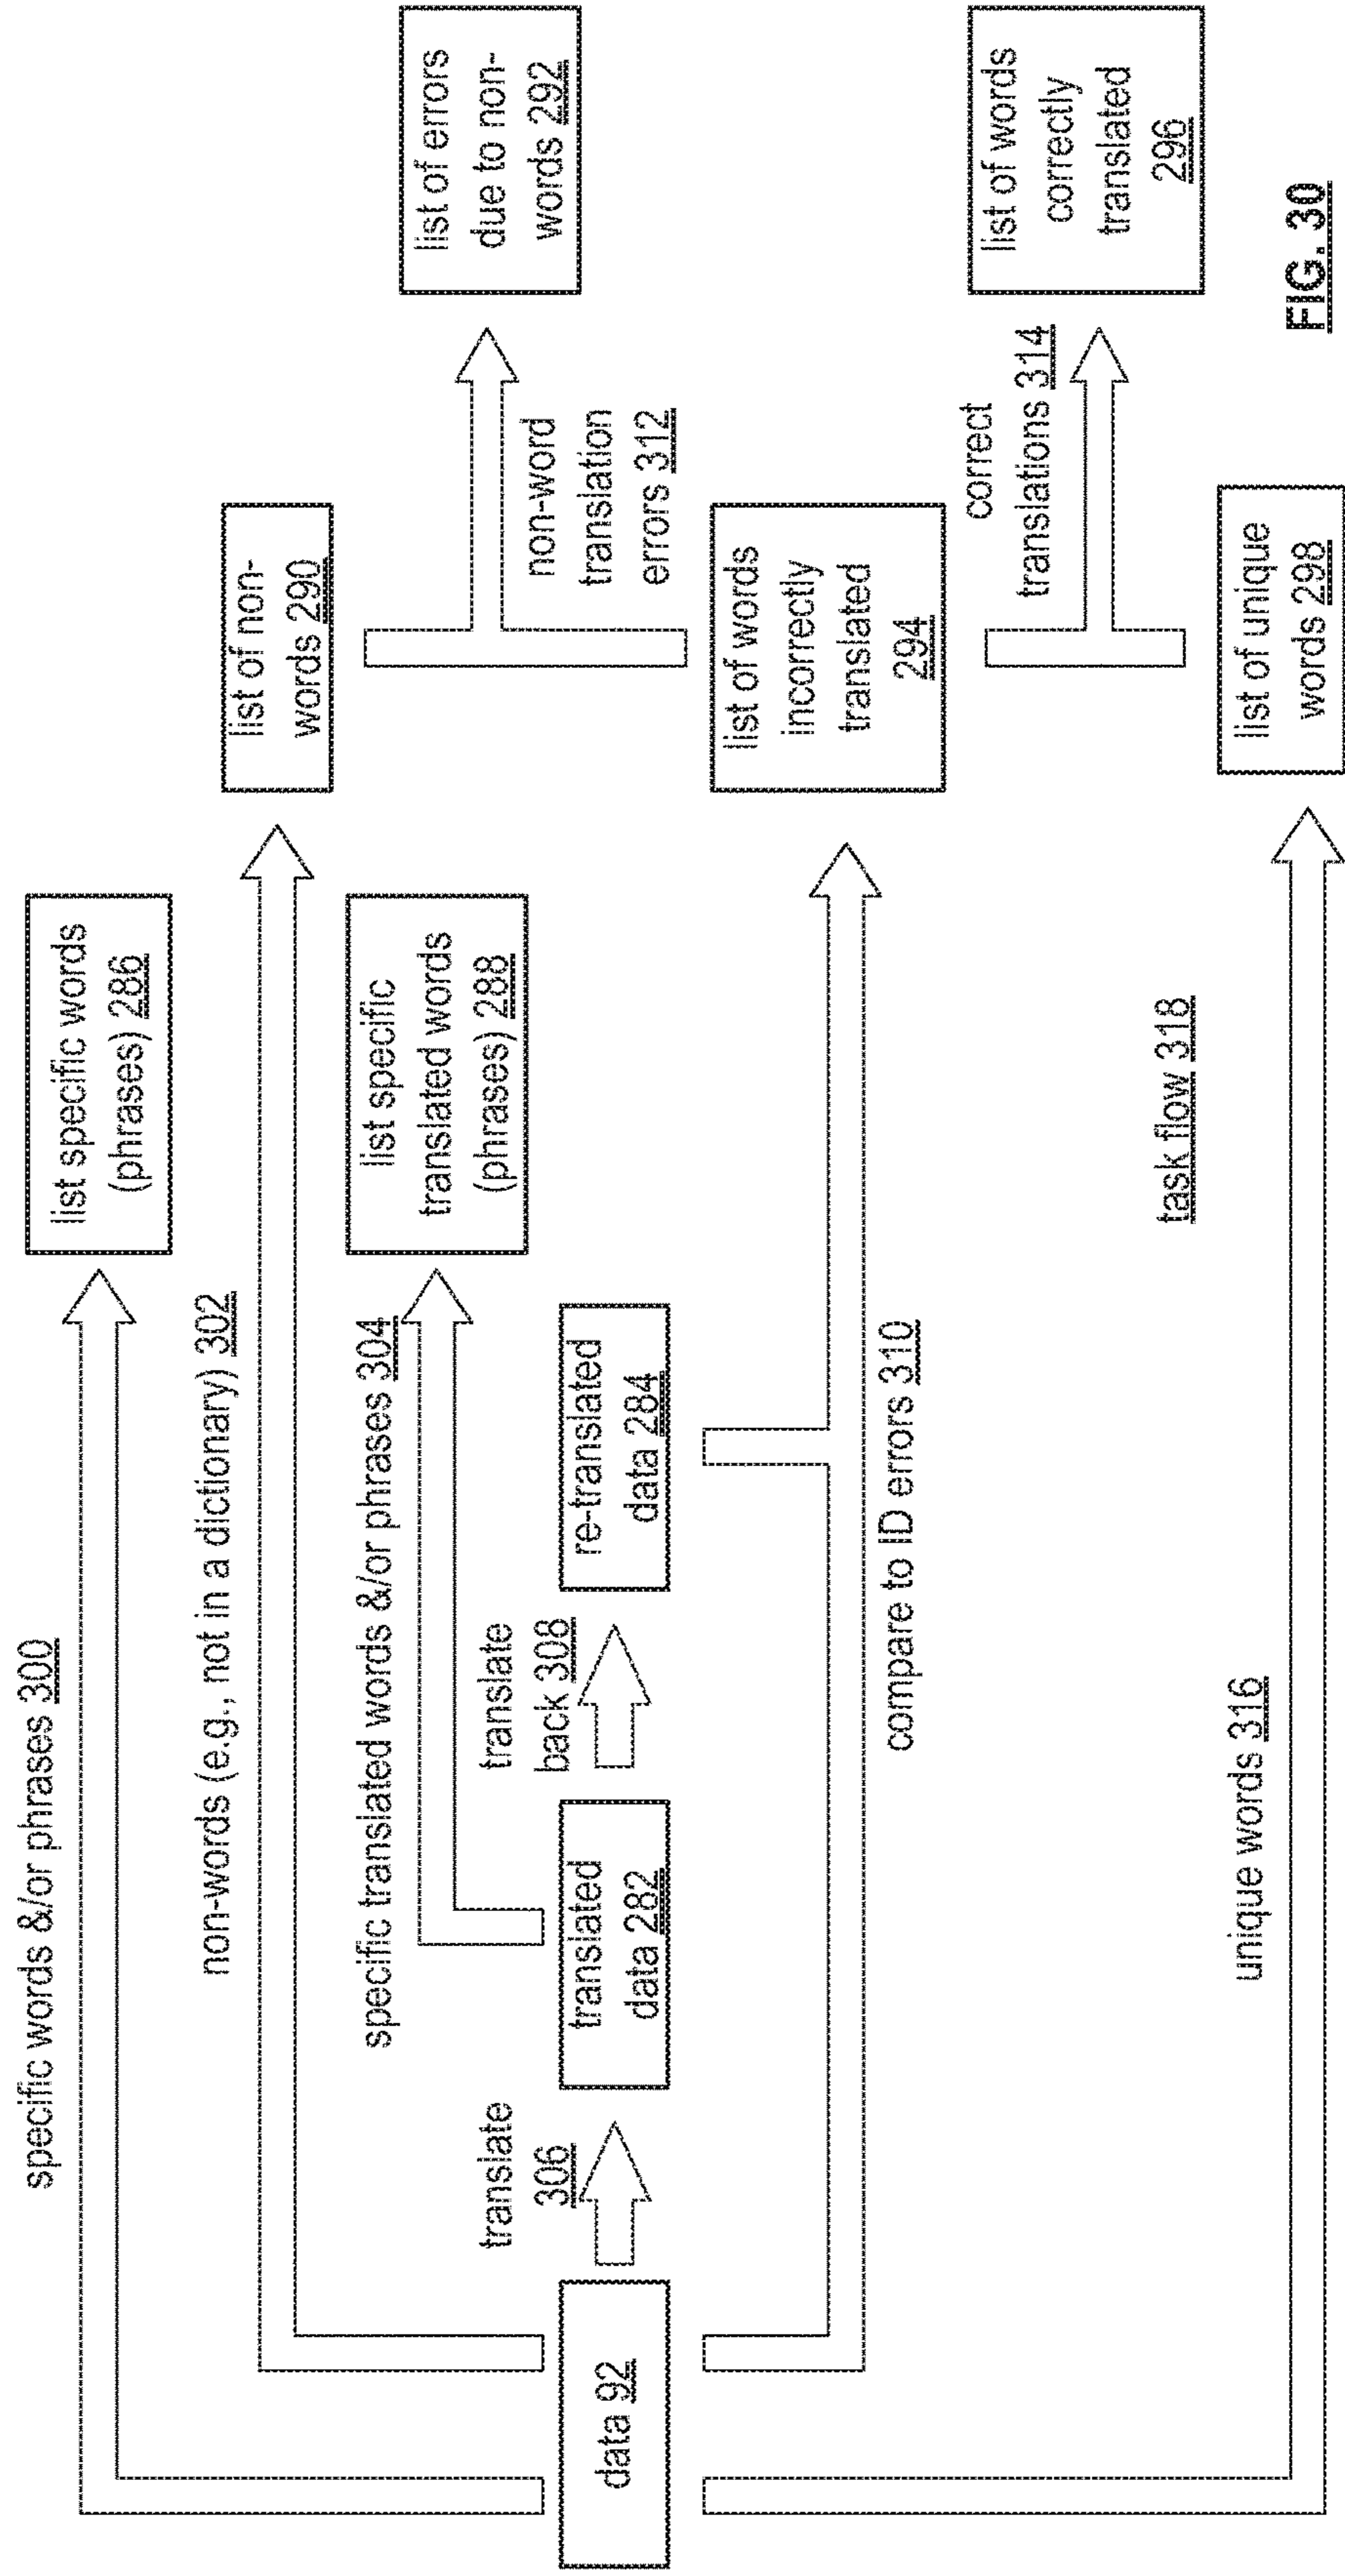 specific words &/or phrases 300
list specific words
(phrases) 286
non-words (e.g., not in a dictionary) 302
list of non-
words 290
specific translated words &/or phrases 304
list specific
translated words
(phrases) 288
list of errors
due to non-
words 292
non-word
translation
errors 312
translate
306
translate
back 308
data 92
translated
data 282
re-translated
data 284
list of words
incorrectly
translated
294
compare to ID errors 310
correct
translations 314
list of words
correctly
translated
296
task flow 318
unique words 316
list of unique
words 298
FIG. 30